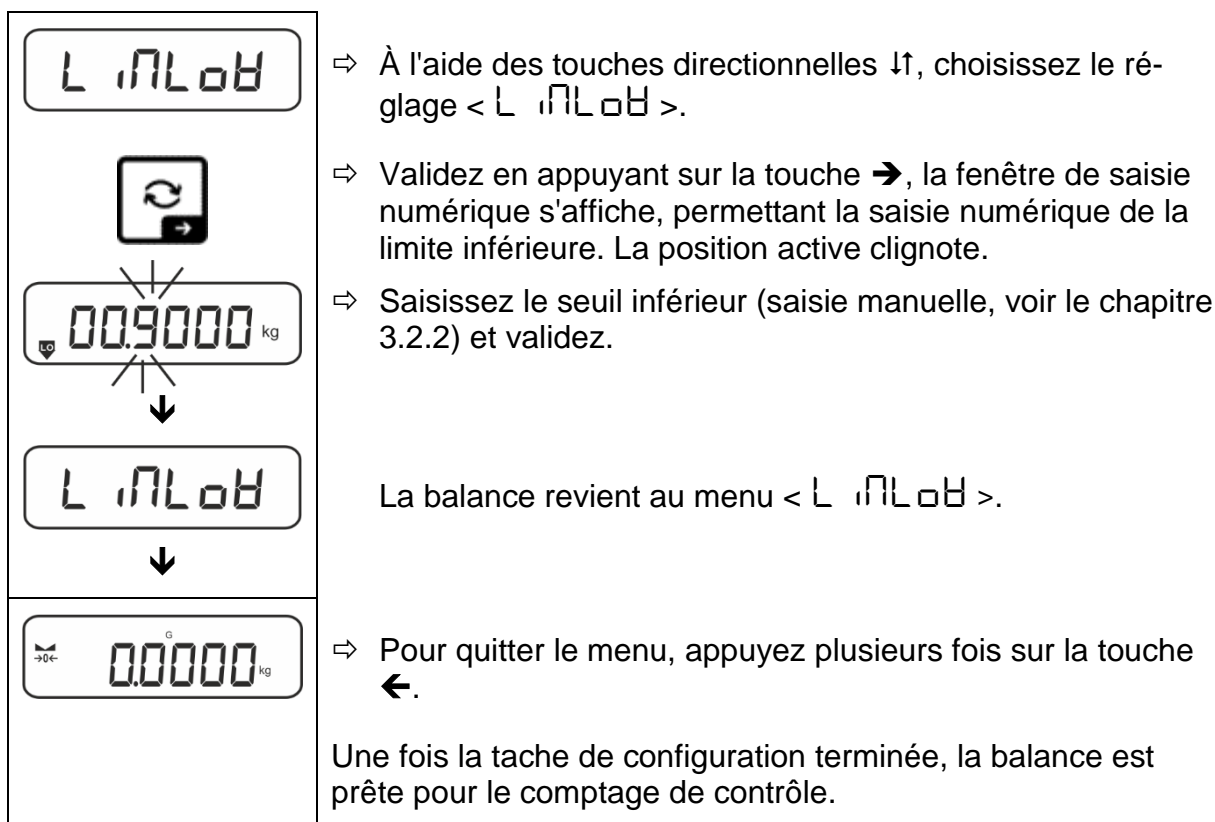 L iMLoW
⇨ À l'aide des touches directionnelles ↓↑, choisissez le ré-
glage < L iMLoW >.
⇨ Validez en appuyant sur la touche ➔, la fenêtre de saisie
numérique s'affiche, permettant la saisie numérique de la
limite inférieure. La position active clignote.
LO 00.9000 kg
⇨ Saisissez le seuil inférieur (saisie manuelle, voir le chapitre
3.2.2) et validez.
L iMLoW
La balance revient au menu < L iMLoW >.
→0← G 0.0000 kg
⇨ Pour quitter le menu, appuyez plusieurs fois sur la touche
←.
Une fois la tache de configuration terminée, la balance est
prête pour le comptage de contrôle.